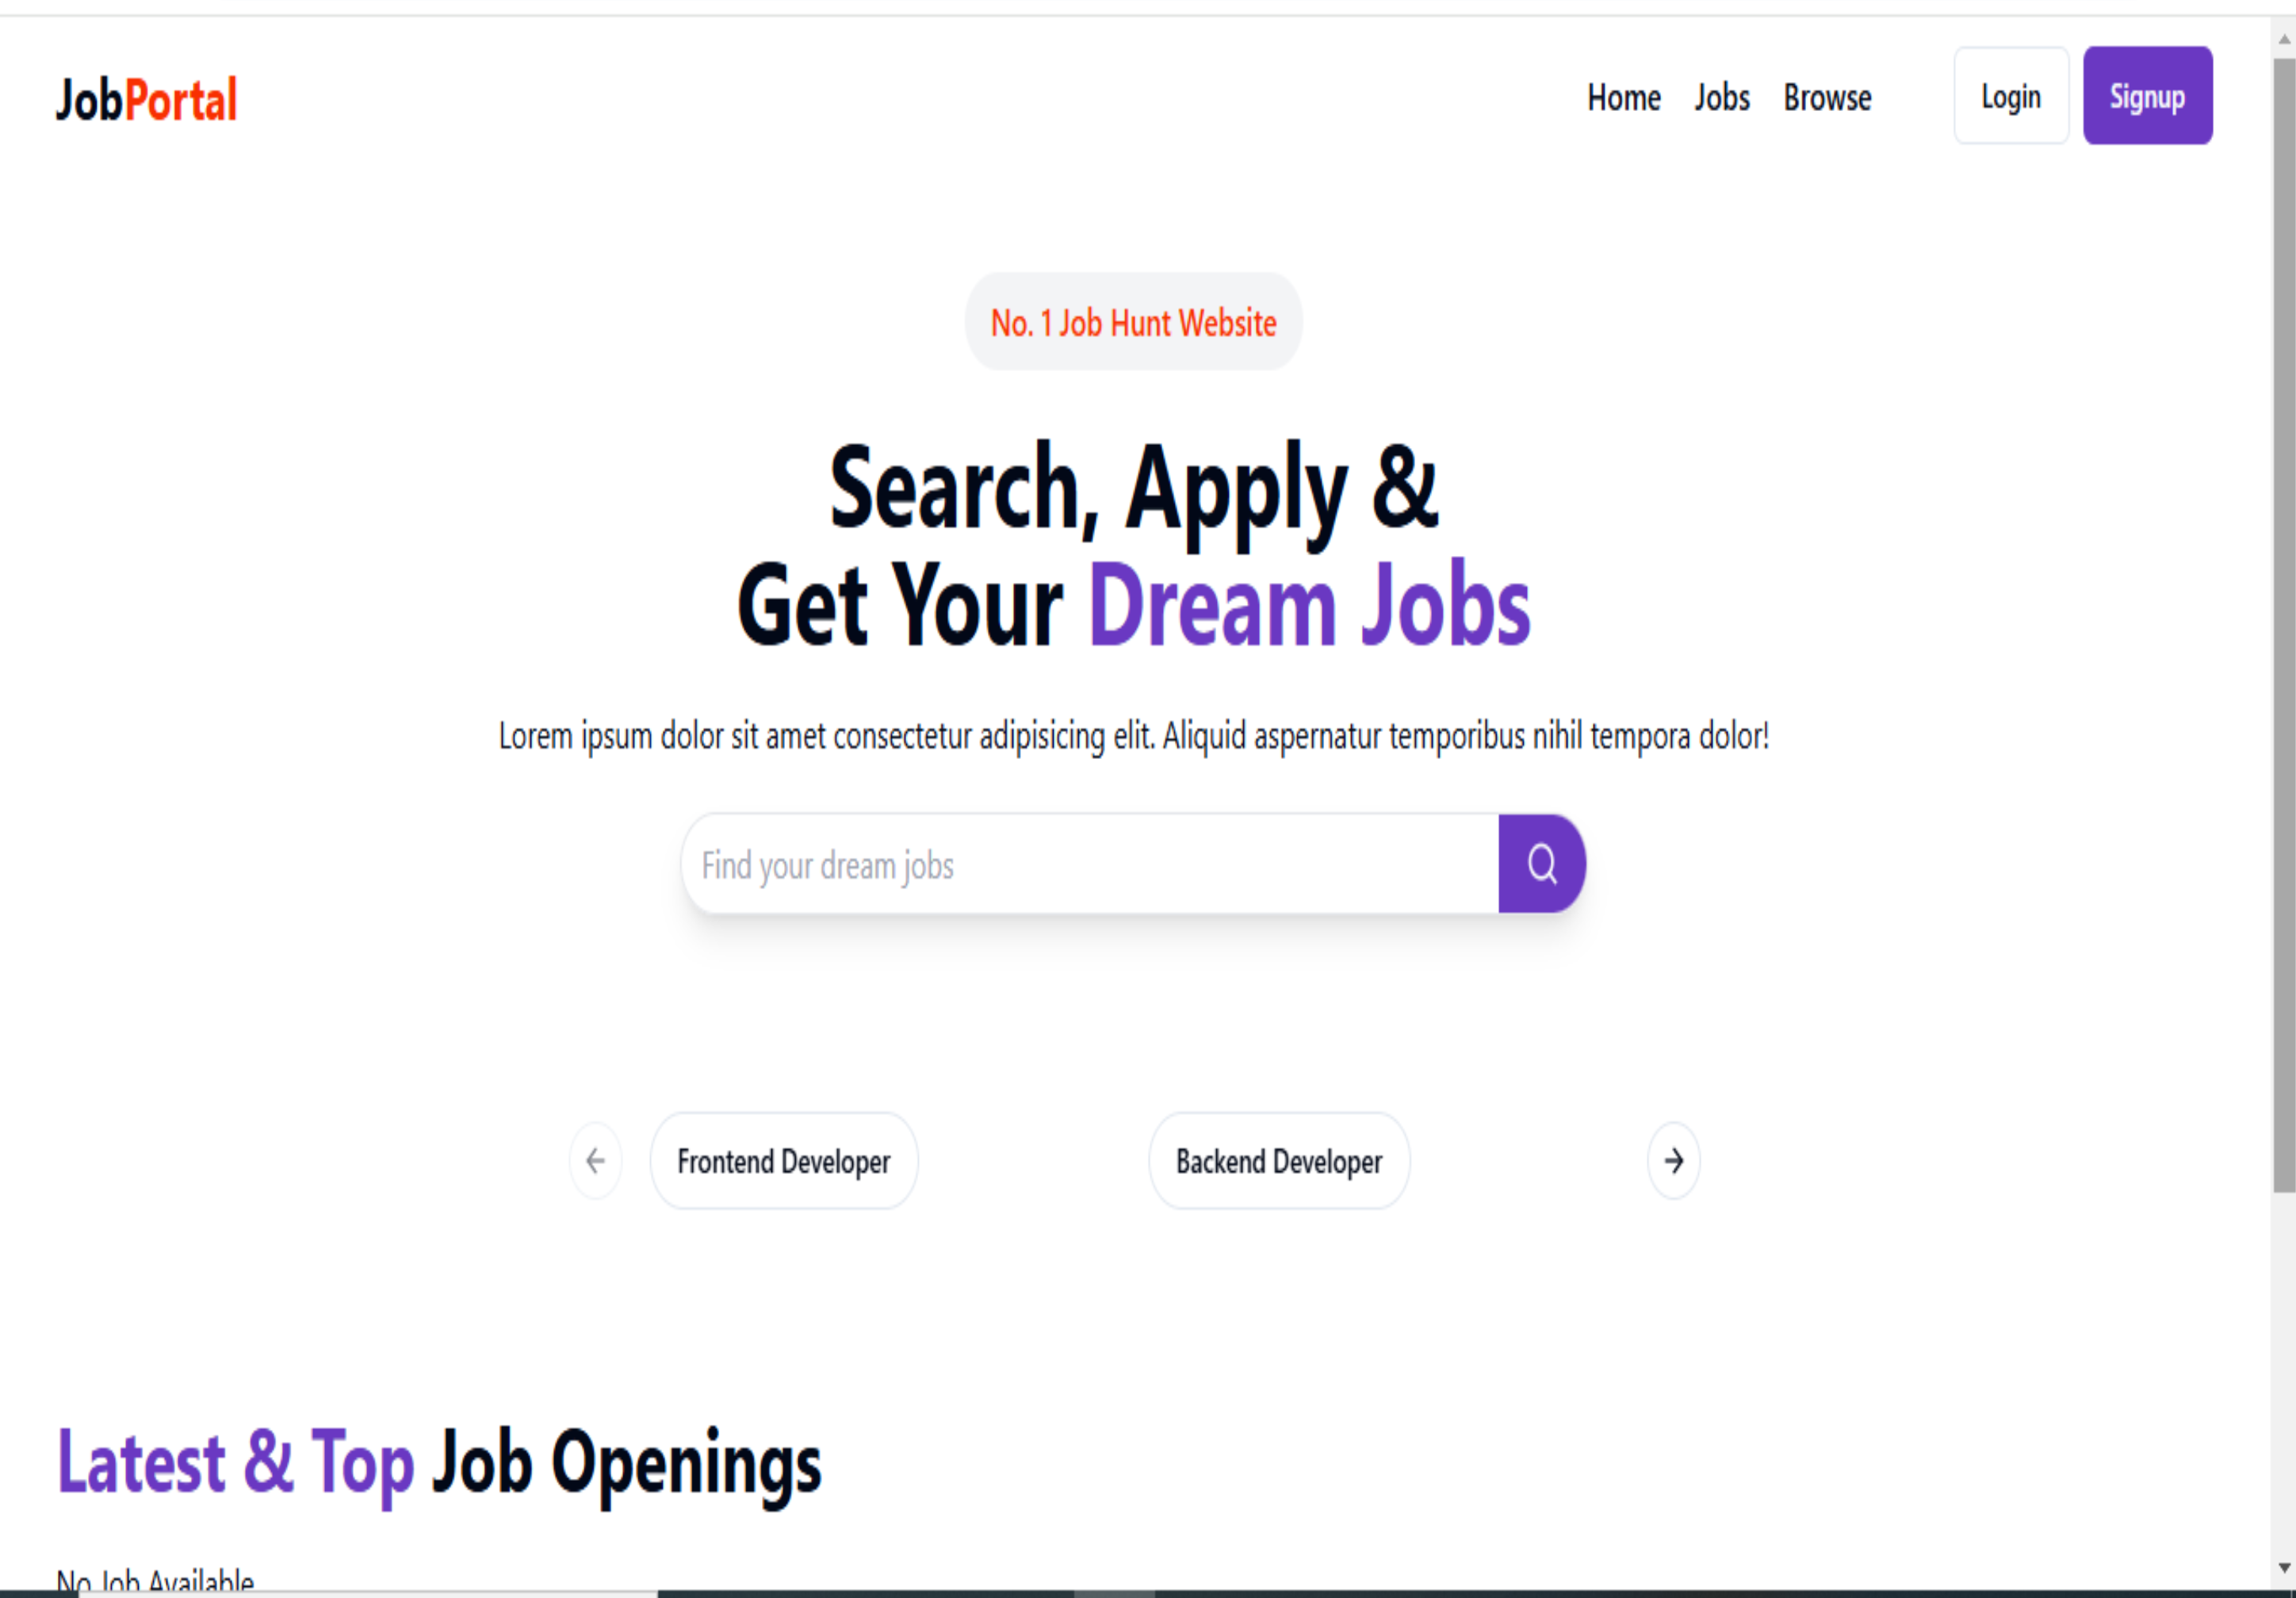 JobPortal
Home Jobs Browse Login Signup
No. 1 Job Hunt Website
Search, Apply &
Get Your Dream Jobs
Lorem ipsum dolor sit amet consectetur adipisicing elit. Aliquid aspernatur temporibus nihil tempora dolor!
Find your dream jobs
Frontend Developer Backend Developer
Latest & Top Job Openings
No Job Available